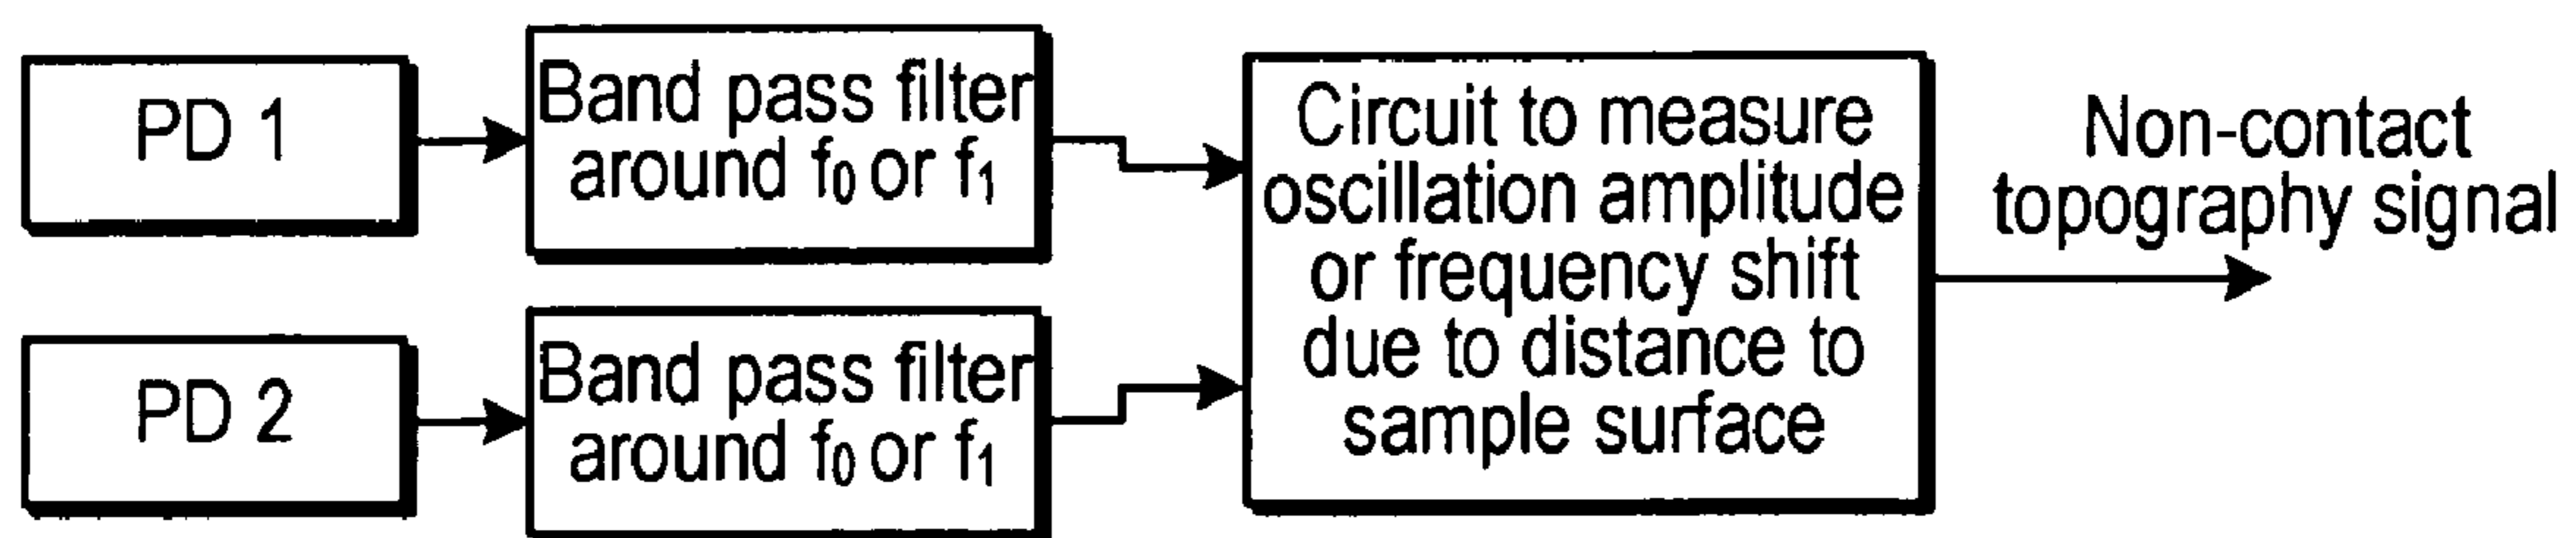 PD 1
Band pass filter
around f₀ or f₁
PD 2
Band pass filter
around f₀ or f₁
Circuit to measure
oscillation amplitude
or frequency shift
due to distance to
sample surface
Non-contact
topography signal